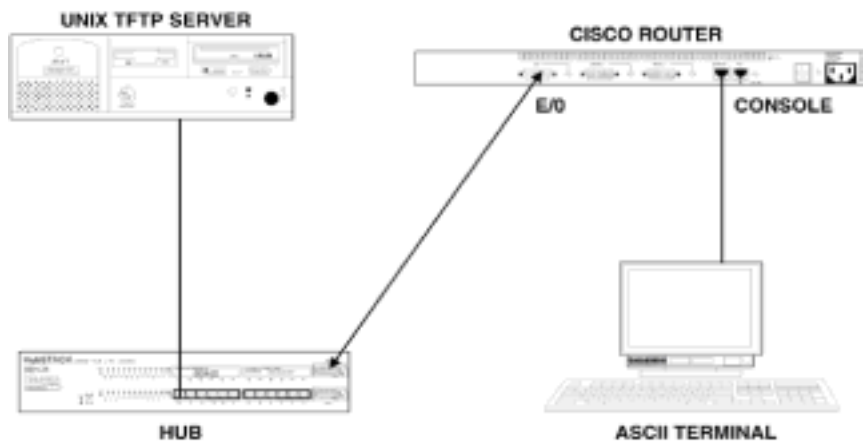 UNIX TFTP SERVER
CISCO ROUTER
E/0
CONSOLE
HUB
ASCII TERMINAL